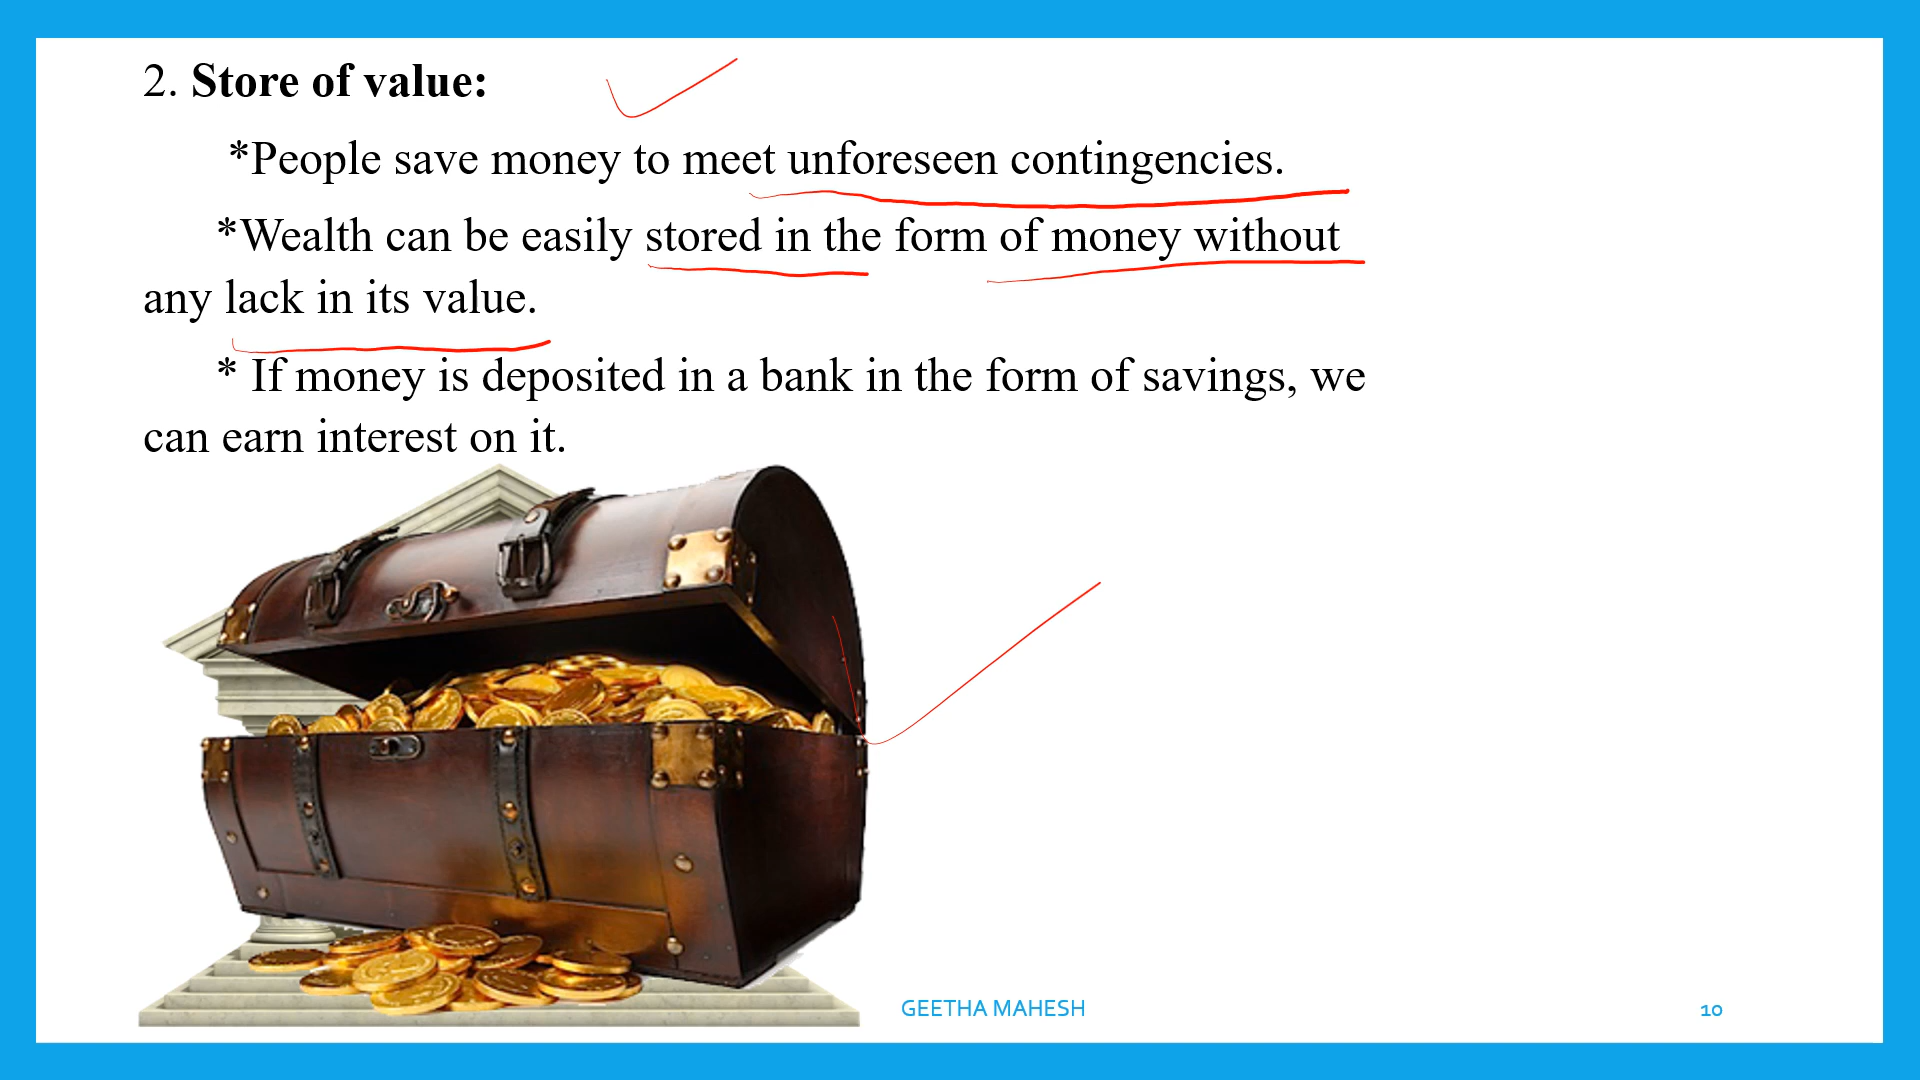 2. Store of value:
*People save money to meet unforeseen contingencies.
*Wealth can be easily stored in the form of money without
any lack in its value.
* If money is deposited in a bank in the form of savings, we
can earn interest on it.
GEETHA MAHESH
10